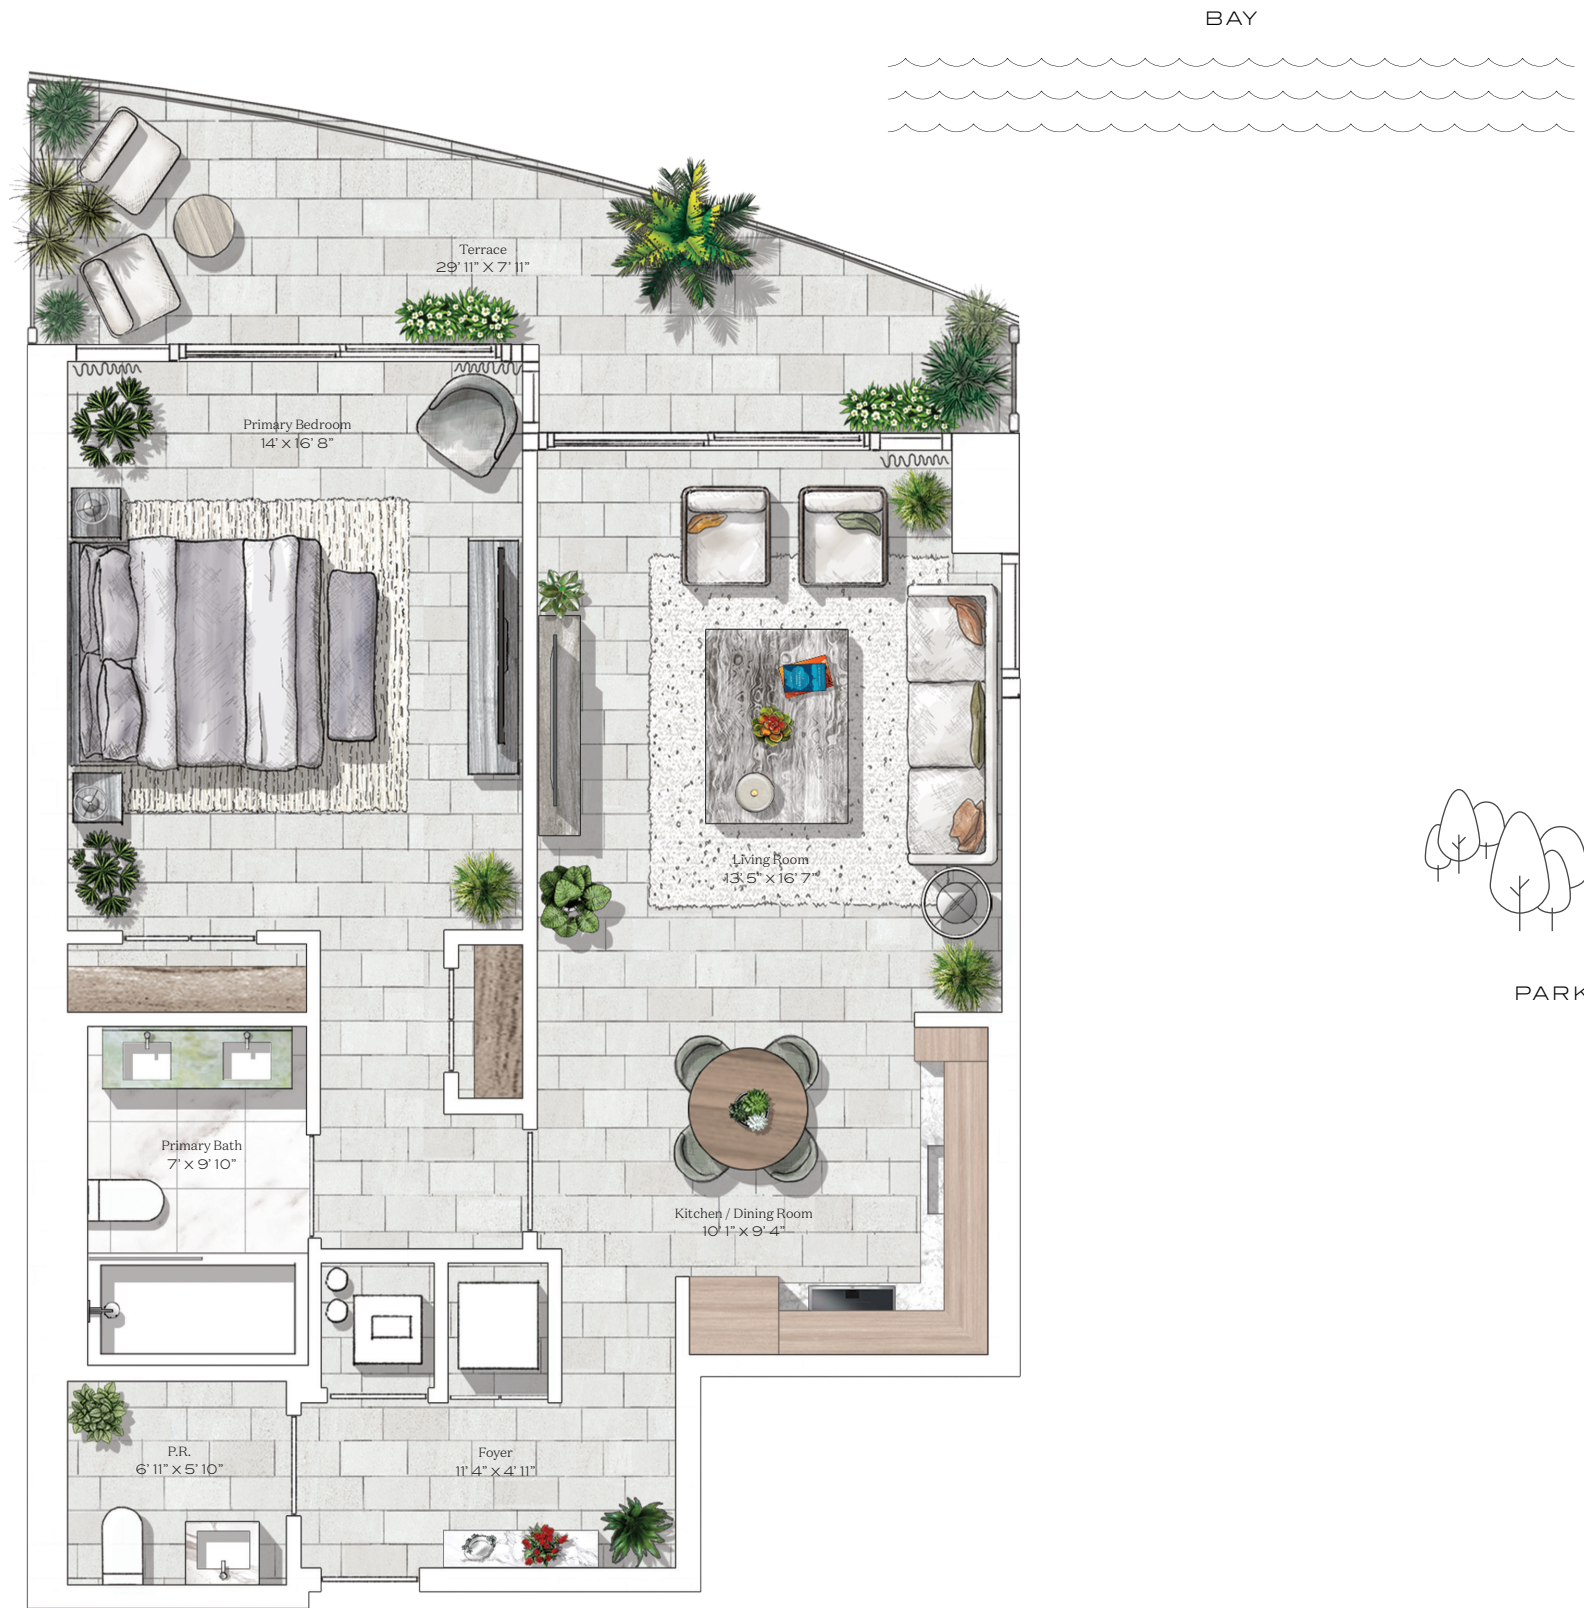 BAY
Terrace
29' 11" X 7' 11"
Primary Bedroom
14' X 16' 8"
Living Room
13' 5" X 16' 7"
PARK
Primary Bath
7' X 9' 10"
Kitchen / Dining Room
10' 1" X 9' 4"
P.R.
6' 11" X 5' 10"
Foyer
11' 4" X 4' 11"